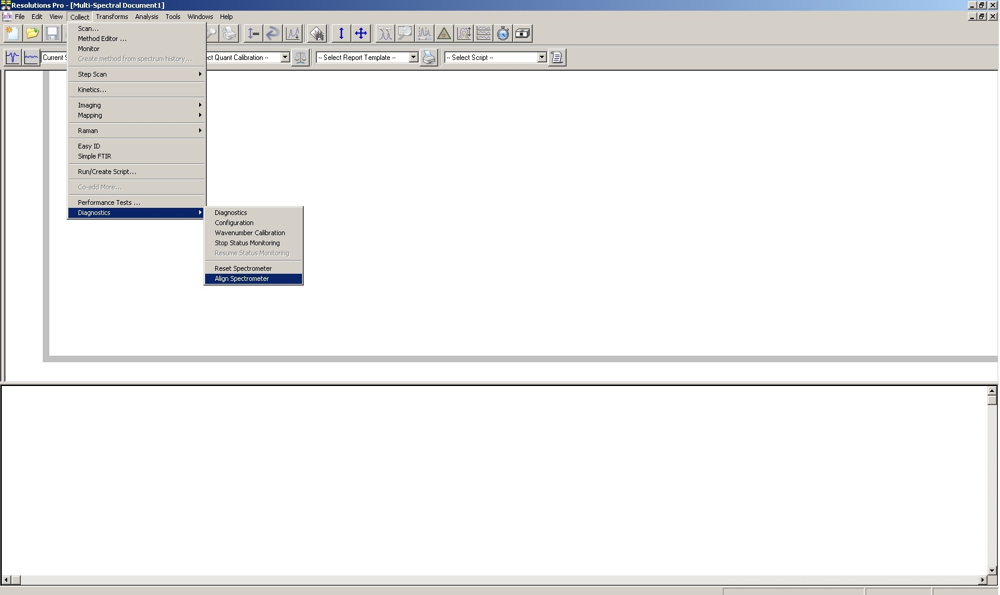 Resolutions Pro - [Multi-Spectral Document1]
File Edit View Collect Transforms Analysis Tools Windows Help
Scan...
Method Editor ...
Monitor
Create method from spectrum history...
Current
ct Quant Calibration --
-- Select Report Template --
-- Select Script --
Step Scan
Kinetics...
Imaging
Mapping
Raman
Easy ID
Simple FTIR
Run/Create Script...
Co-add More...
Performance Tests ...
Diagnostics
Diagnostics
Configuration
Wavenumber Calibration
Stop Status Monitoring
Resume Status Monitoring
Reset Spectrometer
Align Spectrometer